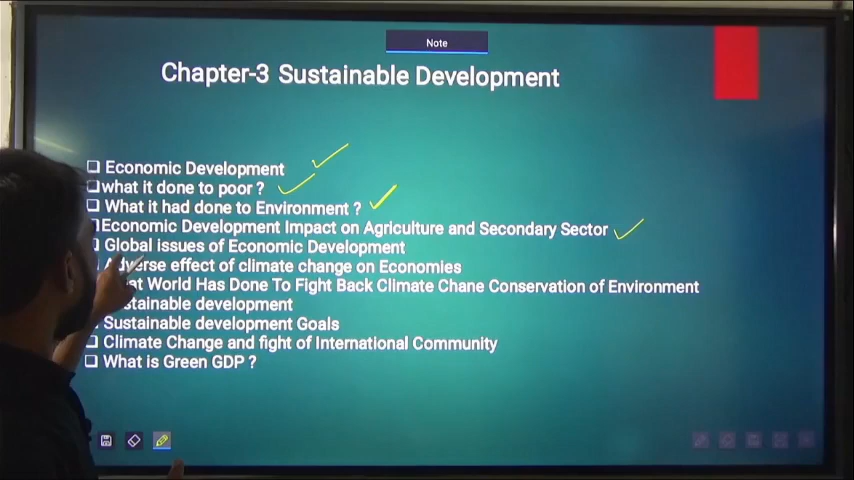 Note
Chapter-3 Sustainable Development
Economic Development
what it done to poor ?
What it had done to Environment ?
Economic Development Impact on Agriculture and Secondary Sector
Global issues of Economic Development
Adverse effect of climate change on Economies
World Has Done To Fight Back Climate Chane Conservation of Environment
development
Sustainable development Goals
Climate Change and fight of International Community
What is Green GDP ?